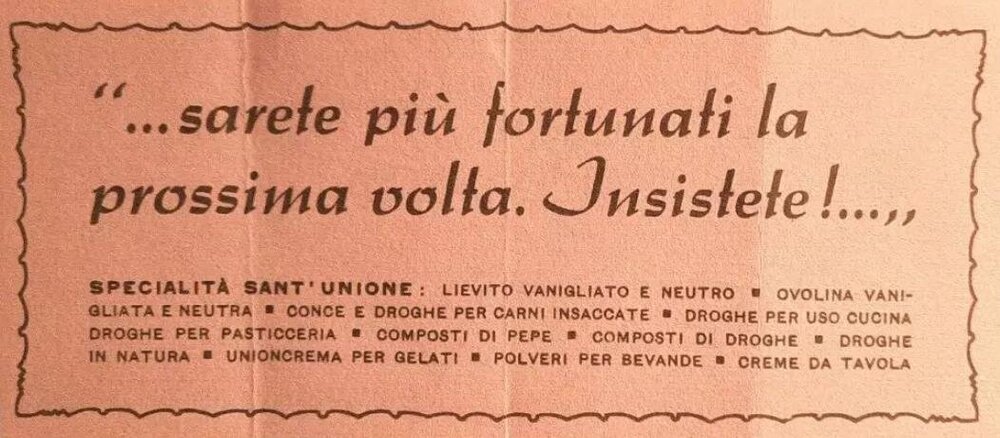 “...sarete più fortunati la
prossima volta. Insistete!...„
SPECIALITÀ SANT'UNIONE: LIEVITO VANIGLIATO E NEUTRO ▪ OVOLINA VANI-
GLIATA E NEUTRA ▪ CONCE E DROGHE PER CARNI INSACCATE ▪ DROGHE PER USO CUCINA
DROGHE PER PASTICCERIA ▪ COMPOSTI DI PEPE ▪ COMPOSTI DI DROGHE ▪ DROGHE
IN NATURA ▪ UNIONCREMA PER GELATI ▪ POLVERI PER BEVANDE ▪ CREME DA TAVOLA